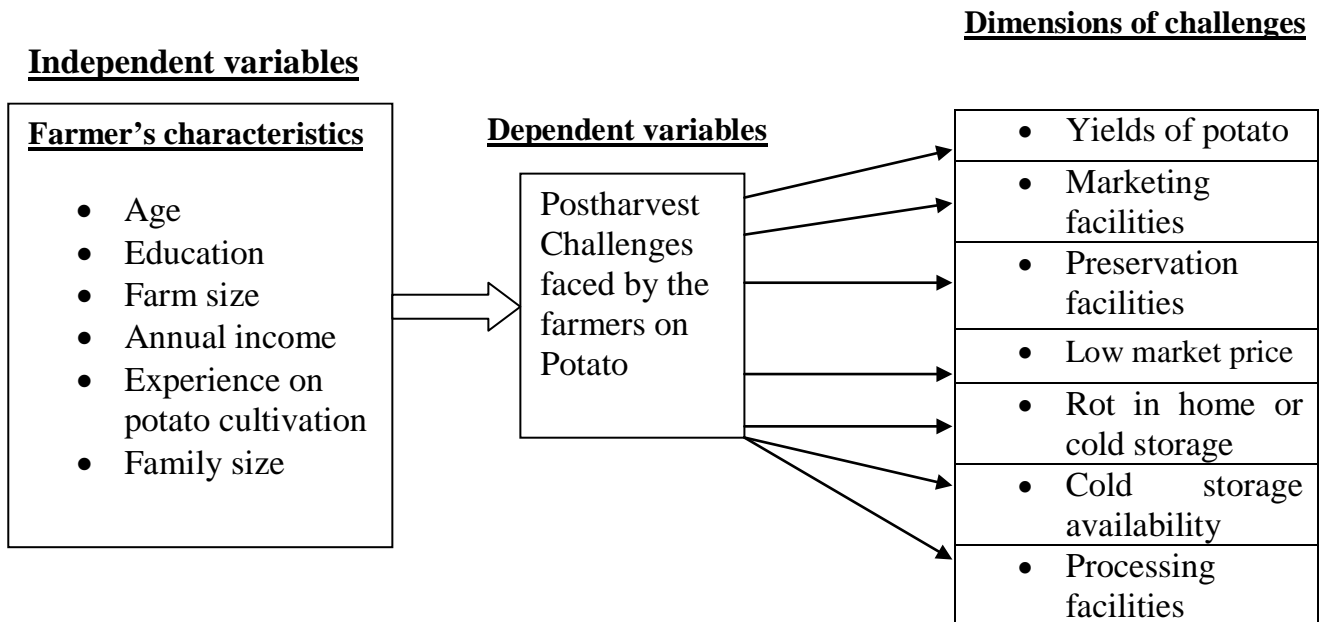 Independent variables
Farmer's characteristics
• Age
• Education
• Farm size
• Annual income
• Experience on
potato cultivation
• Family size
Dependent variables
Postharvest
Challenges
faced by the
farmers on
Potato
Dimensions of challenges
• Yields of potato
• Marketing
facilities
• Preservation
facilities
• Low market price
• Rot in home or
cold storage
• Cold storage
availability
• Processing
facilities